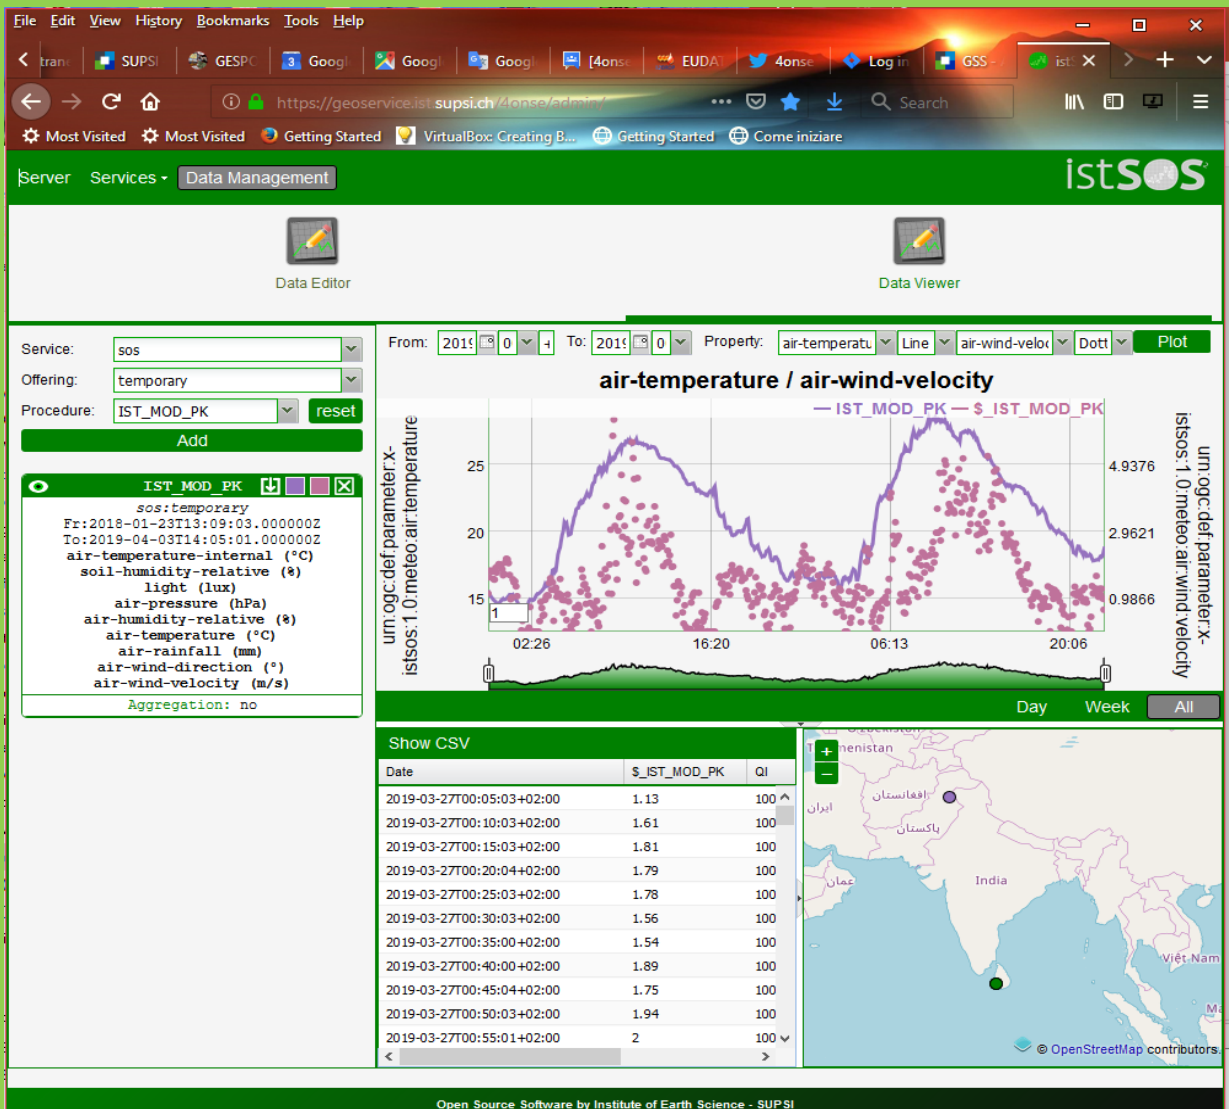 File Edit View History Bookmarks Tools Help
SUPSI GESPC Googl Googl Googl [4onse EUDAT 4onse Log in GSS - ist
https://geoservice.ist.supsi.ch/4onse/admin/ Search
Most Visited Most Visited Getting Started VirtualBox: Creating B... Getting Started Come iniziare
Server Services Data Management istSOS
Data Editor Data Viewer
From: 2019 0 To: 2019 0 Property: air-temperatu Line air-wind-veloc Dott Plot
Service: sos
Offering: temporary
Procedure: IST_MOD_PK reset
Add
IST_MOD_PK
sos:temporary
Fr:2018-01-23T13:09:03.000000Z
To:2019-04-03T14:05:01.000000Z
air-temperature-internal (°C)
soil-humidity-relative (%)
light (lux)
air-pressure (hPa)
air-humidity-relative (%)
air-temperature (°C)
air-rainfall (mm)
air-wind-direction (°)
air-wind-velocity (m/s)
Aggregation: no
air-temperature / air-wind-velocity
IST_MOD_PK $_IST_MOD_PK
urn:ogc:def:parameter:x-
istsos:1.0:meteo:air:temperature
25
20
15
1
4.9376
2.9621
0.9866
urn:ogc:def:parameter:x-
istsos:1.0:meteo:air:wind:velocity
02:26 16:20 06:13 20:06
Day Week All
Show CSV
Date $_IST_MOD_PK QI
2019-03-27T00:05:03+02:00 1.13 100
2019-03-27T00:10:03+02:00 1.61 100
2019-03-27T00:15:03+02:00 1.81 100
2019-03-27T00:20:04+02:00 1.79 100
2019-03-27T00:25:03+02:00 1.78 100
2019-03-27T00:30:03+02:00 1.56 100
2019-03-27T00:35:00+02:00 1.54 100
2019-03-27T00:40:00+02:00 1.89 100
2019-03-27T00:45:04+02:00 1.75 100
2019-03-27T00:50:03+02:00 1.94 100
2019-03-27T00:55:01+02:00 2 100
+
−
افغانستان
ایران
پاکستان
عمان
India
Việt Nam
© OpenStreetMap contributors.
Open Source Software by Institute of Earth Science - SUPSI